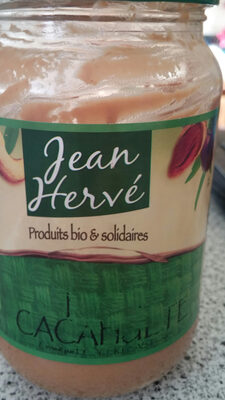 Jean
Hervé
Produits bio & solidaires
CACAHUETE